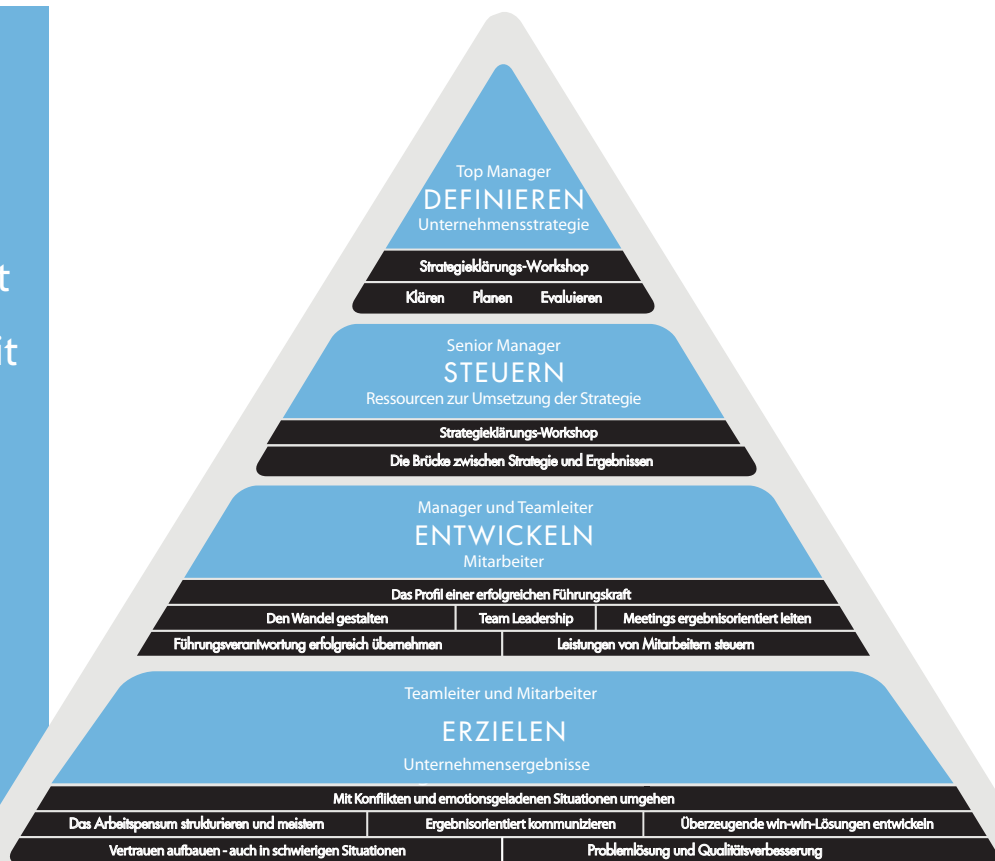 t
it
Top Manager
DEFINIEREN
Unternehmensstrategie
Strategieklärungs-Workshop
Klären Planen Evaluieren
Senior Manager
STEUERN
Ressourcen zur Umsetzung der Strategie
Strategieklärungs-Workshop
Die Brücke zwischen Strategie und Ergebnissen
Manager und Teamleiter
ENTWICKELN
Mitarbeiter
Das Profil einer erfolgreichen Führungskraft
Den Wandel gestalten Team Leadership Meetings ergebnisorientiert leiten
Führungsverantwortung erfolgreich übernehmen Leistungen von Mitarbeitern steuern
Teamleiter und Mitarbeiter
ERZIELEN
Unternehmensergebnisse
Mit Konflikten und emotionsgeladenen Situationen umgehen
Das Arbeitspensum strukturieren und meistern Ergebnisorientiert kommunizieren Überzeugende win-win-Lösungen entwickeln
Vertrauen aufbauen - auch in schwierigen Situationen Problemlösung und Qualitätsverbesserung